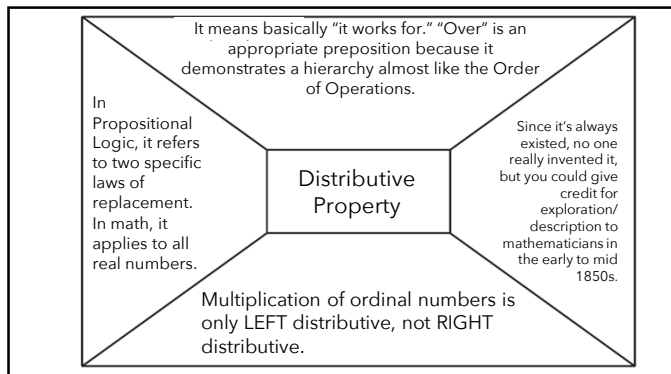 It means basically “it works for.” “Over” is an
appropriate preposition because it
demonstrates a hierarchy almost like the Order
of Operations.
In
Propositional
Logic, it refers
to two specific
laws of
replacement.
In math, it
applies to all
real numbers.
Distributive
Property
Since it’s always
existed, no one
really invented it,
but you could give
credit for
exploration/
description to
mathematicians in
the early to mid
1850s.
Multiplication of ordinal numbers is
only LEFT distributive, not RIGHT
distributive.